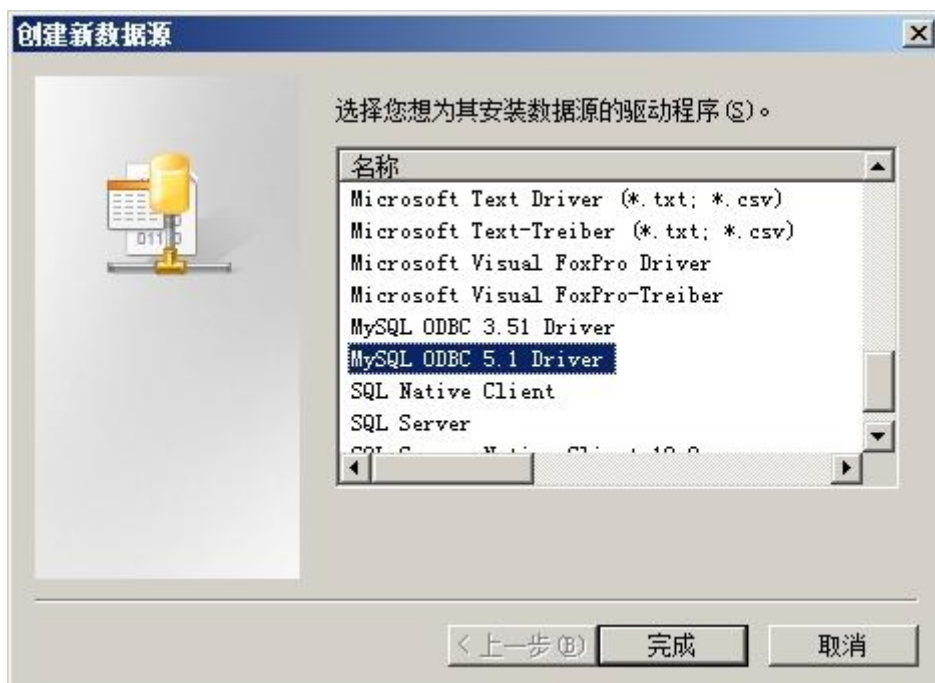 创建新数据源
选择您想为其安装数据源的驱动程序(S)。
名称
Microsoft Text Driver (*.txt; *.csv)
Microsoft Text-Treiber (*.txt; *.csv)
Microsoft Visual FoxPro Driver
Microsoft Visual FoxPro-Treiber
MySQL ODBC 3.51 Driver
MySQL ODBC 5.1 Driver
SQL Native Client
SQL Server
< 上一步(B)
完成
取消